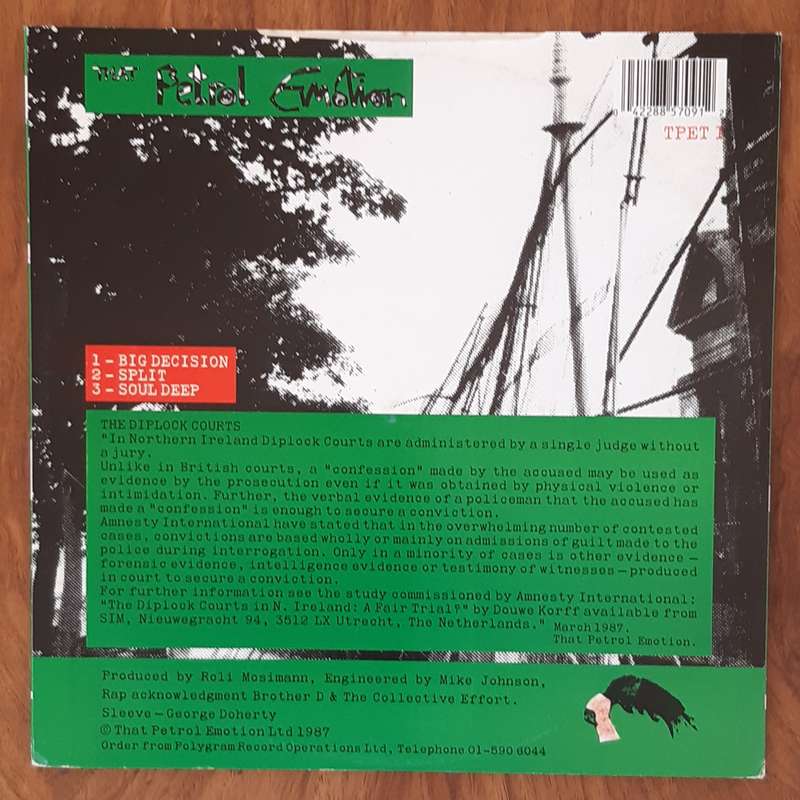 THAT Petrol Emotion
0 42288 57091 2
TPET 1
1 - BIG DECISION
2 - SPLIT
3 - SOUL DEEP
THE DIPLOCK COURTS
"In Northern Ireland Diplock Courts are administered by a single judge without
a jury.
Unlike in British courts, a "confession" made by the accused may be used as
evidence by the prosecution even if it was obtained by physical violence or
intimidation. Further, the verbal evidence of a policeman that the accused has
made a "confession" is enough to secure a conviction.
Amnesty International have stated that in the overwhelming number of contested
cases, convictions are based wholly or mainly on admissions of guilt made to the
police during interrogation. Only in a minority of cases is other evidence –
forensic evidence, intelligence evidence or testimony of witnesses – produced
in court to secure a conviction.
For further information see the study commissioned by Amnesty International:
"The Diplock Courts in N. Ireland: A Fair Trial?" by Douwe Korff available from
SIM, Nieuwegracht 94, 3512 LX Utrecht, The Netherlands." March 1987.
That Petrol Emotion.
Produced by Roli Mosimann, Engineered by Mike Johnson,
Rap acknowledgment Brother D & The Collective Effort.
Sleeve – George Doherty
© That Petrol Emotion Ltd 1987
Order from Polygram Record Operations Ltd, Telephone 01-590 6044